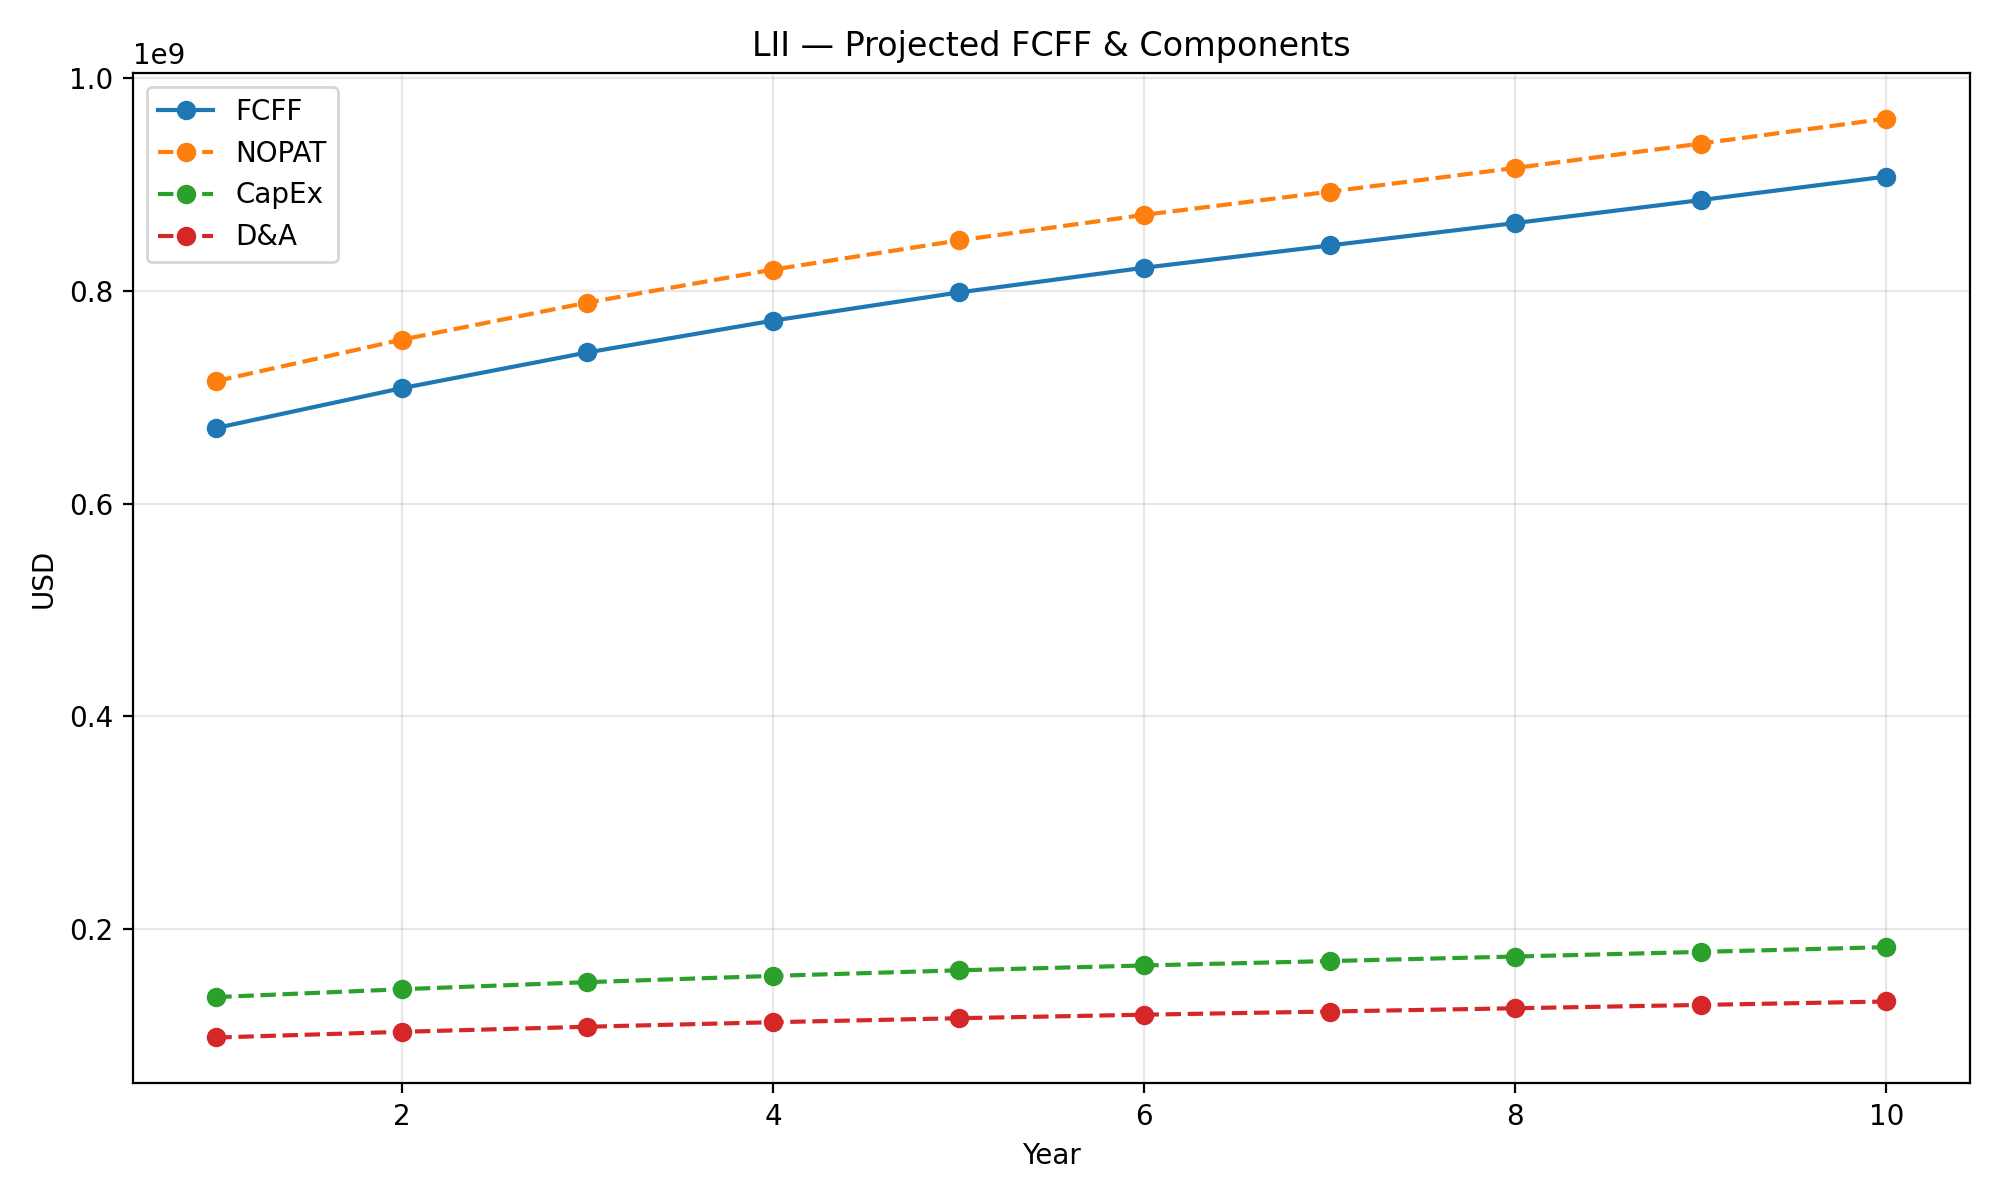 LII — Projected FCFF & Components
1e9
1.0
0.8
0.6
0.4
0.2
USD
FCFF
NOPAT
CapEx
D&A
2
4
6
8
10
Year